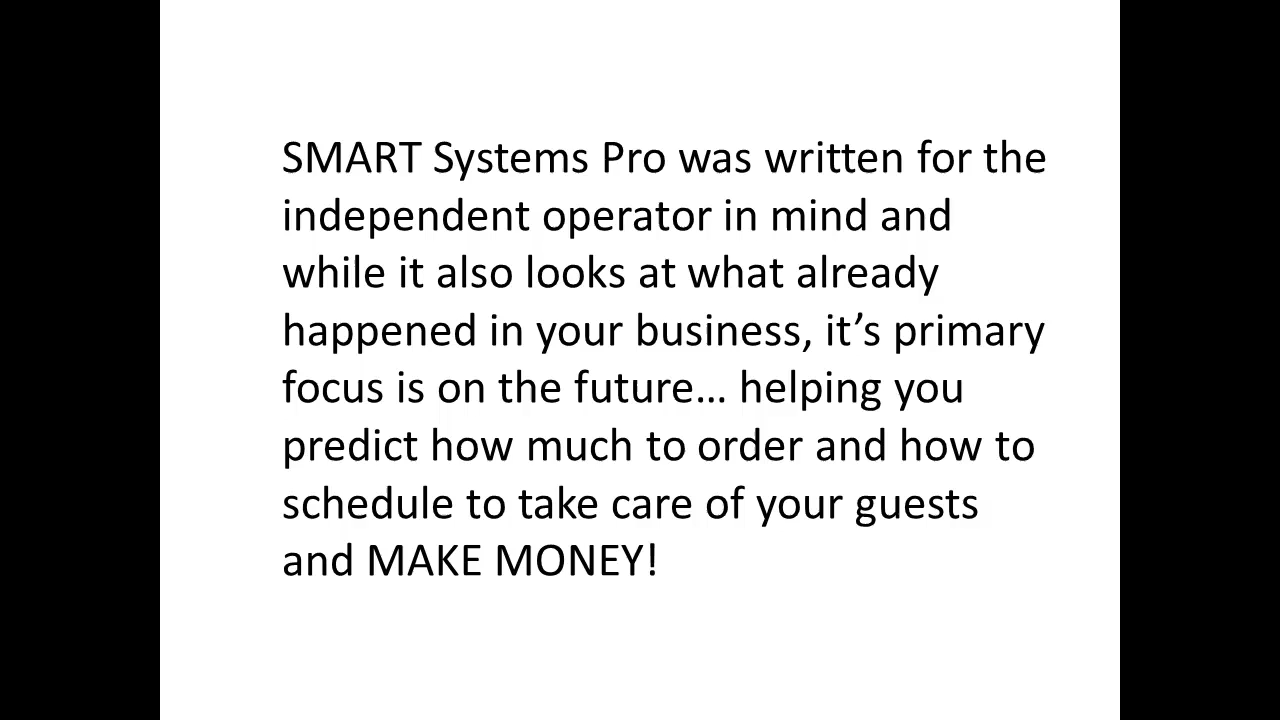 SMART Systems Pro was written for the
independent operator in mind and
while it also looks at what already
happened in your business, it’s primary
focus is on the future… helping you
predict how much to order and how to
schedule to take care of your guests
and MAKE MONEY!